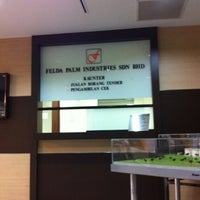 FELDA PALM INDUSTRIES SDN BHD
KAUNTER
JUALAN BORANG TENDER
PENGAMBILAN CEK